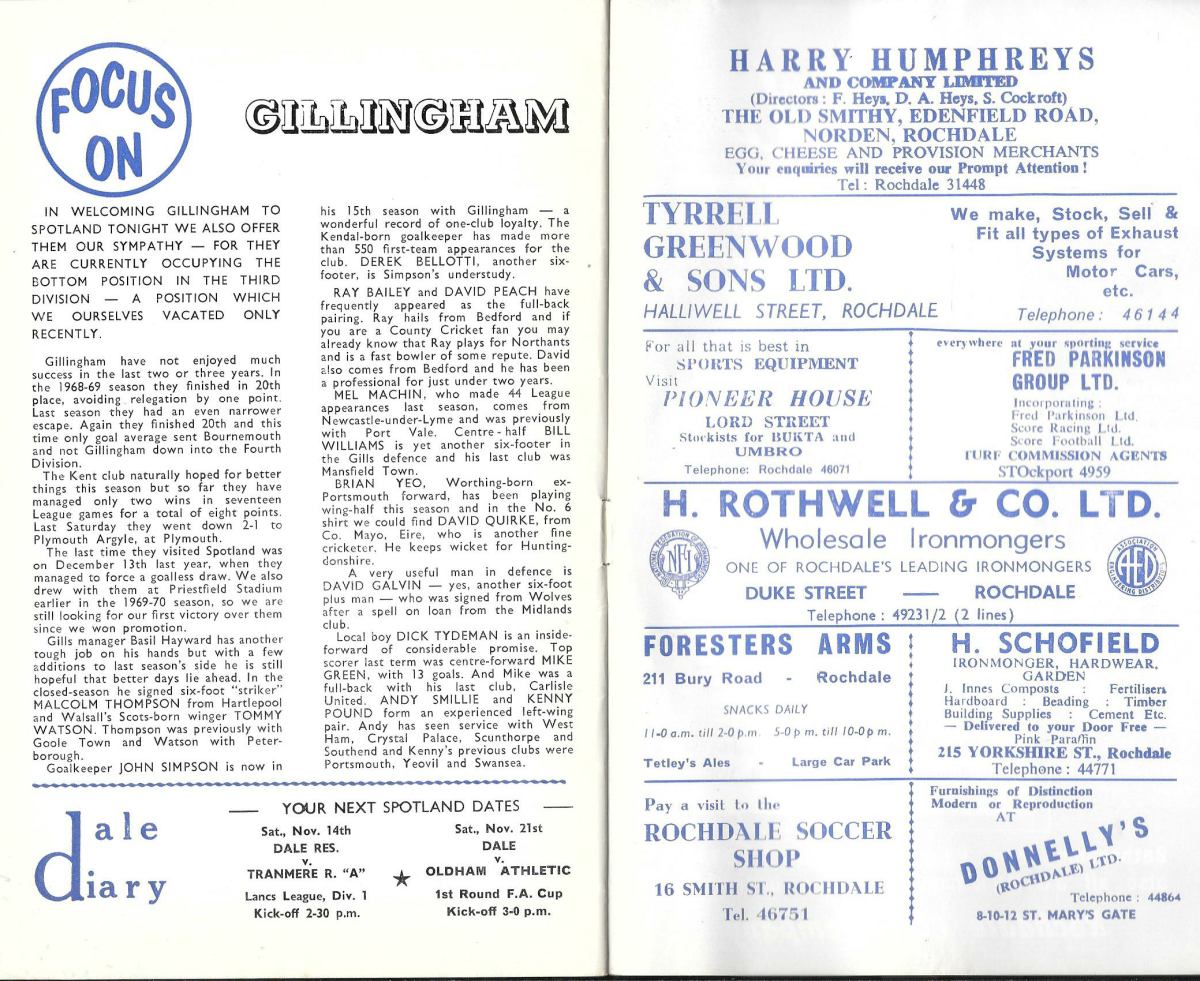 FOCUS
ON
GILLINGHAM
IN WELCOMING GILLINGHAM TO
SPOTLAND TONIGHT WE ALSO OFFER
THEM OUR SYMPATHY — FOR THEY
ARE CURRENTLY OCCUPYING THE
BOTTOM POSITION IN THE THIRD
DIVISION — A POSITION WHICH
WE OURSELVES VACATED ONLY
RECENTLY.
Gillingham have not enjoyed much
success in the last two or three years. In
the 1968-69 season they finished in 20th
place, avoiding relegation by one point.
Last season they had an even narrower
escape. Again they finished 20th and this
time only goal average sent Bournemouth
and not Gillingham down into the Fourth
Division.
The Kent club naturally hoped for better
things this season but so far they have
managed only two wins in seventeen
League games for a total of eight points.
Last Saturday they went down 2-1 to
Plymouth Argyle, at Plymouth.
The last time they visited Spotland was
on December 13th last year, when they
managed to force a goalless draw. We also
drew with them at Priestfield Stadium
earlier in the 1969-70 season, so we are
still looking for our first victory over them
since we won promotion.
Gills manager Basil Hayward has another
tough job on his hands but with a few
additions to last season's side he is still
hopeful that better days lie ahead. In the
closed-season he signed six-foot "striker"
MALCOLM THOMPSON from Hartlepool
and Walsall's Scots-born winger TOMMY
WATSON. Thompson was previously with
Goole Town and Watson with Peter-
borough.
Goalkeeper JOHN SIMPSON is now in
his 15th season with Gillingham — a
wonderful record of one-club loyalty. The
Kendal-born goalkeeper has made more
than 550 first-team appearances for the
club. DEREK BELLOTTI, another six-
footer, is Simpson's understudy.
RAY BAILEY and DAVID PEACH have
frequently appeared as the full-back
pairing. Ray hails from Bedford and if
you are a County Cricket fan you may
already know that Ray plays for Northants
and is a fast bowler of some repute. David
also comes from Bedford and he has been
a professional for just under two years.
MEL MACHIN, who made 44 League
appearances last season, comes from
Newcastle-under-Lyme and was previously
with Port Vale. Centre-half BILL
WILLIAMS is yet another six-footer in
the Gills defence and his last club was
Mansfield Town.
BRIAN YEO, Worthing-born ex-
Portsmouth forward, has been playing
wing-half this season and in the No. 6
shirt we could find DAVID QUIRKE, from
Co. Mayo, Eire, who is another fine
cricketer. He keeps wicket for Hunting-
donshire.
A very useful man in defence is
DAVID GALVIN — yes, another six-foot
plus man — who was signed from Wolves
after a spell on loan from the Midlands
club.
Local boy DICK TYDEMAN is an inside-
forward of considerable promise. Top
scorer last term was centre-forward MIKE
GREEN, with 13 goals. And Mike was a
full-back with his last club, Carlisle
United. ANDY SMILLIE and KENNY
POUND form an experienced left-wing
pair. Andy has seen service with West
Ham, Crystal Palace, Scunthorpe and
Southend and Kenny's previous clubs were
Portsmouth, Yeovil and Swansea.
dale
diary
YOUR NEXT SPOTLAND DATES
Sat., Nov. 14th
DALE RES.
v.
TRANMERE R. "A"
Lancs League, Div. 1
Kick-off 2-30 p.m.
Sat., Nov. 21st
DALE
v.
OLDHAM ATHLETIC
1st Round F.A. Cup
Kick-off 3-0 p.m.
HARRY HUMPHREYS
AND COMPANY LIMITED
(Directors: F. Heys, D. A. Heys, S. Cockroft)
THE OLD SMITHY, EDENFIELD ROAD,
NORDEN, ROCHDALE
EGG, CHEESE AND PROVISION MERCHANTS
Your enquiries will receive our Prompt Attention!
Tel: Rochdale 31448
TYRRELL
GREENWOOD
& SONS LTD.
HALLIWELL STREET, ROCHDALE
We make, Stock, Sell &
Fit all types of Exhaust
Systems for
Motor Cars,
etc.
Telephone: 46144
For all that is best in
SPORTS EQUIPMENT
Visit
PIONEER HOUSE
LORD STREET
Stockists for BUKTA and
UMBRO
Telephone: Rochdale 46071
everywhere at your sporting service
FRED PARKINSON
GROUP LTD.
Incorporating:
Fred Parkinson Ltd.
Score Racing Ltd.
Score Football Ltd.
TURF COMMISSION AGENTS
STOckport 4959
H. ROTHWELL & CO. LTD.
Wholesale Ironmongers
ONE OF ROCHDALE'S LEADING IRONMONGERS
DUKE STREET — ROCHDALE
Telephone: 49231/2 (2 lines)
NFI
AED
FORESTERS ARMS
211 Bury Road - Rochdale
SNACKS DAILY
11-0 a.m. till 2-0 p.m. 5-0 p.m. till 10-0 p.m.
Tetley's Ales - Large Car Park
H. SCHOFIELD
IRONMONGER, HARDWEAR,
GARDEN
J. Innes Composts : Fertilisers
Hardboard : Beading : Timber
Building Supplies : Cement Etc.
— Delivered to your Door Free —
Pink Paraffin
215 YORKSHIRE ST., Rochdale
Telephone: 44771
Pay a visit to the
ROCHDALE SOCCER
SHOP
16 SMITH ST., ROCHDALE
Tel. 46751
Furnishings of Distinction
Modern or Reproduction
AT
DONNELLY'S
(ROCHDALE) LTD.
Telephone: 44864
8-10-12 ST. MARY'S GATE